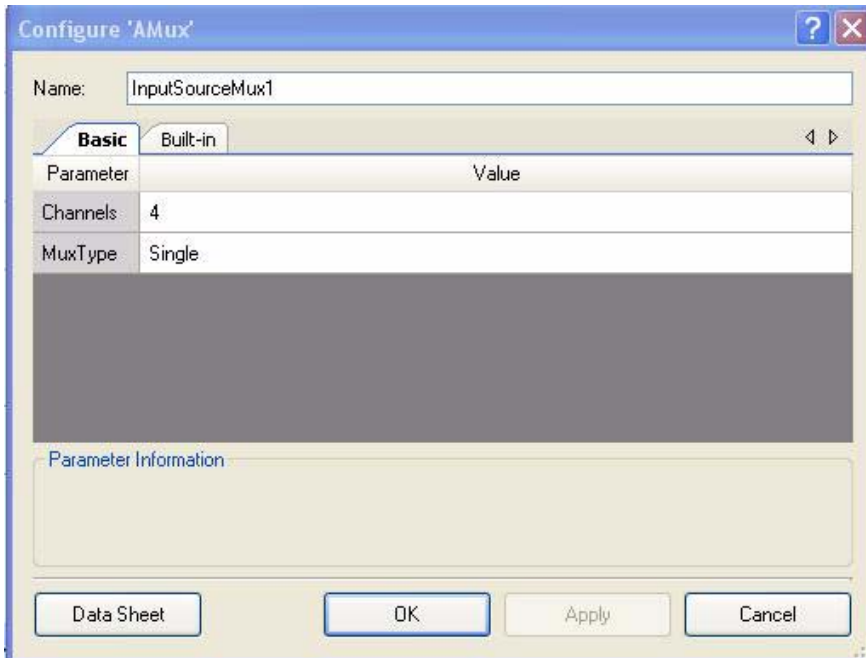 Configure 'AMux'
Name: InputSourceMux1
Basic Built-in
Parameter Value
Channels 4
MuxType Single
Parameter Information
Data Sheet OK Apply Cancel